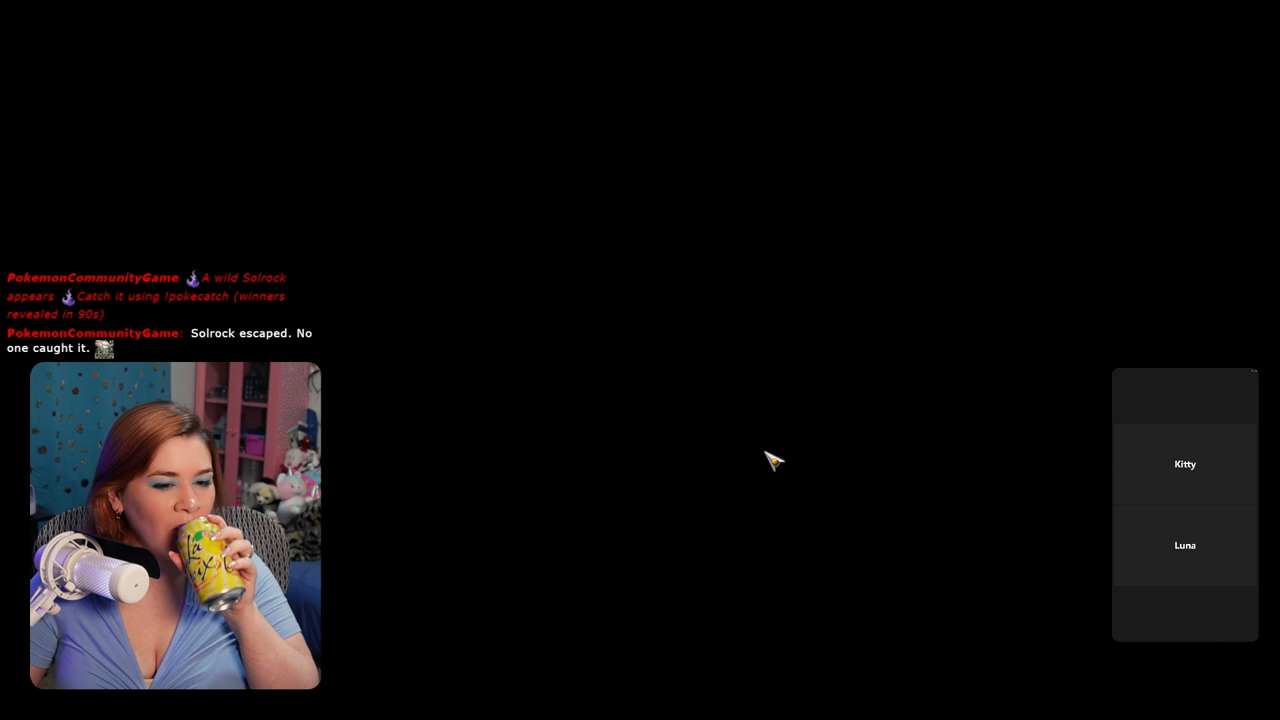 PokemonCommunityGame A wild Solrock
appears Catch it using !pokecatch (winners
revealed in 90s)
PokemonCommunityGame: Solrock escaped. No
one caught it.
La
Kitty
Luna